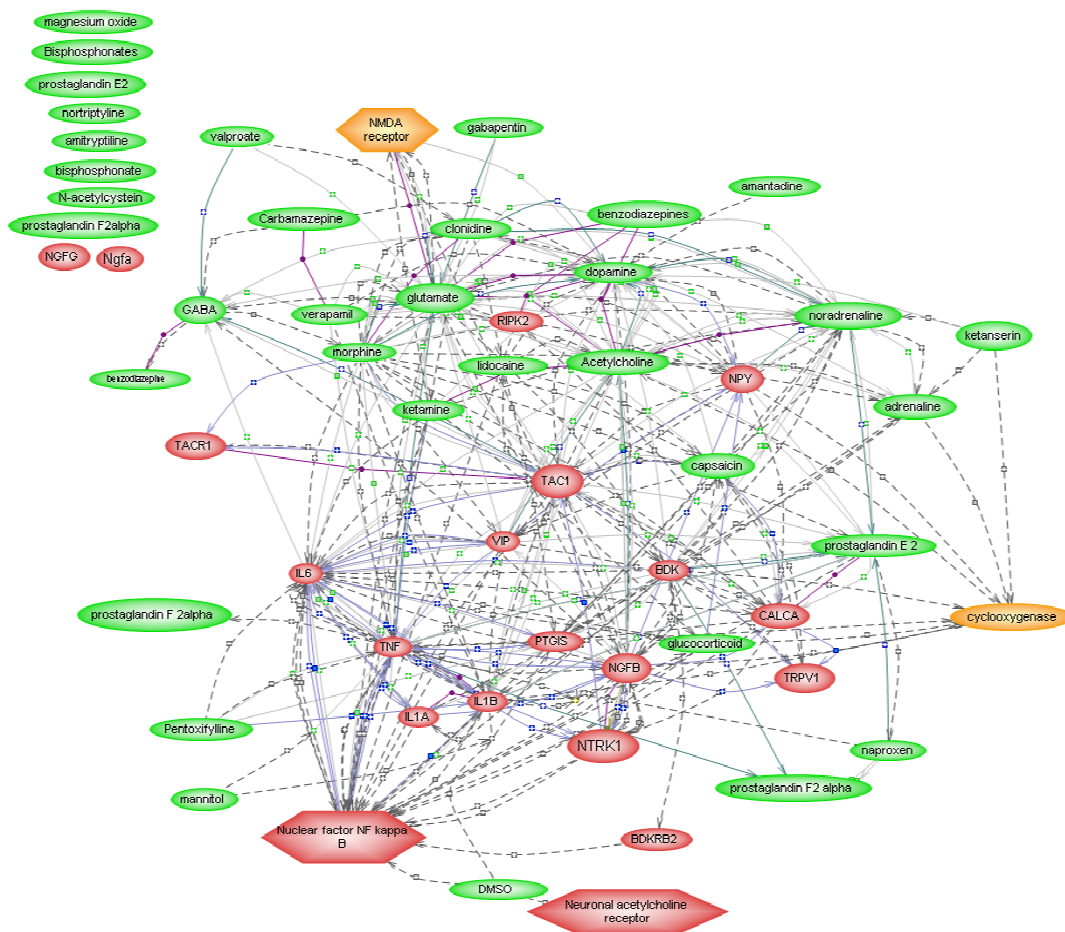 magnesium oxide
Bisphosphonates
prostaglandin E2
nortriptyline
amitryptiline
bisphosphonate
N-acetylcystein
prostaglandin F2alpha
NGFG
Ngfa
valproate
NMDA
receptor
gabapentin
amantadine
Carbamazepine
clonidine
benzodiazepines
dopamine
glutamate
GABA
verapamil
RIPK2
noradrenaline
ketanserin
morphine
lidocaine
Acetylcholine
benzodiazepine
NPY
ketamine
adrenaline
TACR1
capsaicin
TAC1
VIP
prostaglandin E 2
IL6
BDK
prostaglandin F 2alpha
CALCA
cyclooxygenase
TNF
PTGIS
glucocorticoid
NGFB
TRPV1
IL1B
IL1A
Pentoxifylline
NTRK1
naproxen
mannitol
prostaglandin F2 alpha
Nuclear factor NF kappa
B
BDKRB2
DMSO
Neuronal acetylcholine
receptor